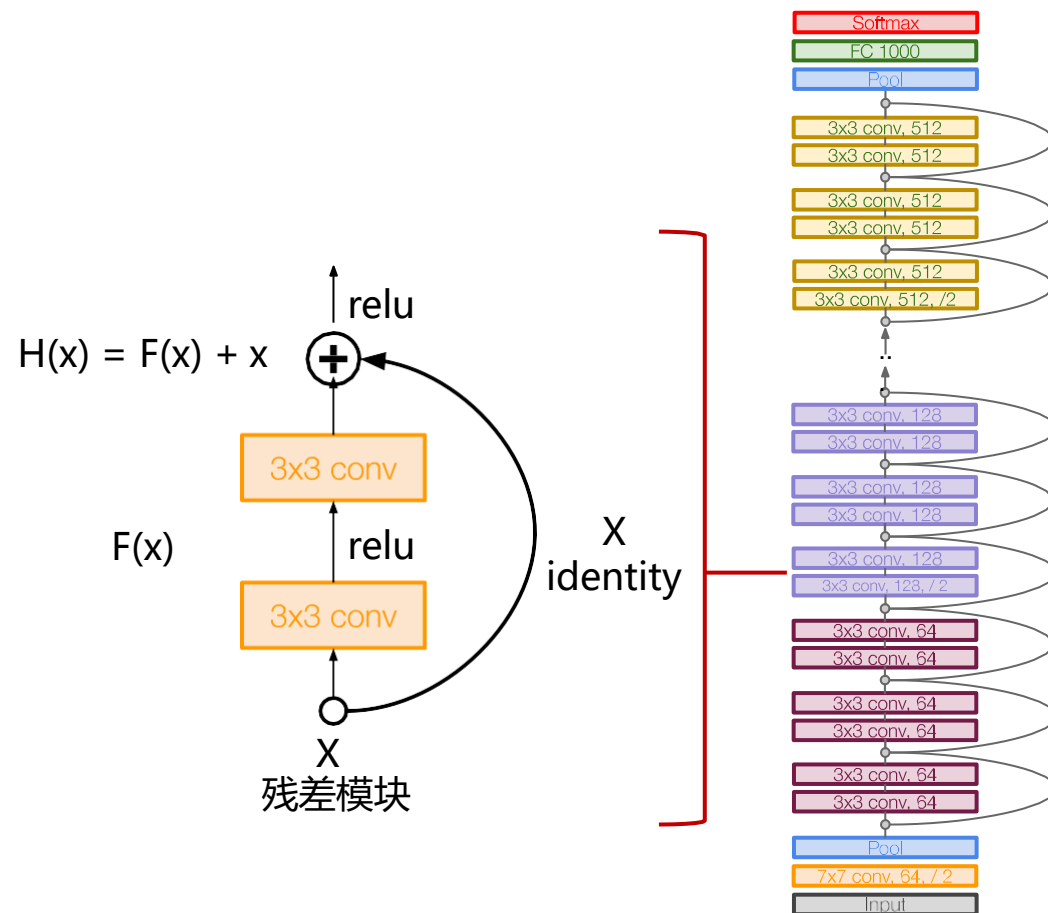 relu
H(x) = F(x) + x
3x3 conv
F(x)
relu
X
identity
3x3 conv
X
残差模块
Softmax
FC 1000
Pool
3x3 conv, 512
3x3 conv, 512
3x3 conv, 512
3x3 conv, 512
3x3 conv, 512
3x3 conv, 512, /2
..
.
3x3 conv, 128
3x3 conv, 128
3x3 conv, 128
3x3 conv, 128
3x3 conv, 128
3x3 conv, 128, / 2
3x3 conv, 64
3x3 conv, 64
3x3 conv, 64
3x3 conv, 64
3x3 conv, 64
3x3 conv, 64
Pool
7x7 conv, 64, / 2
Input